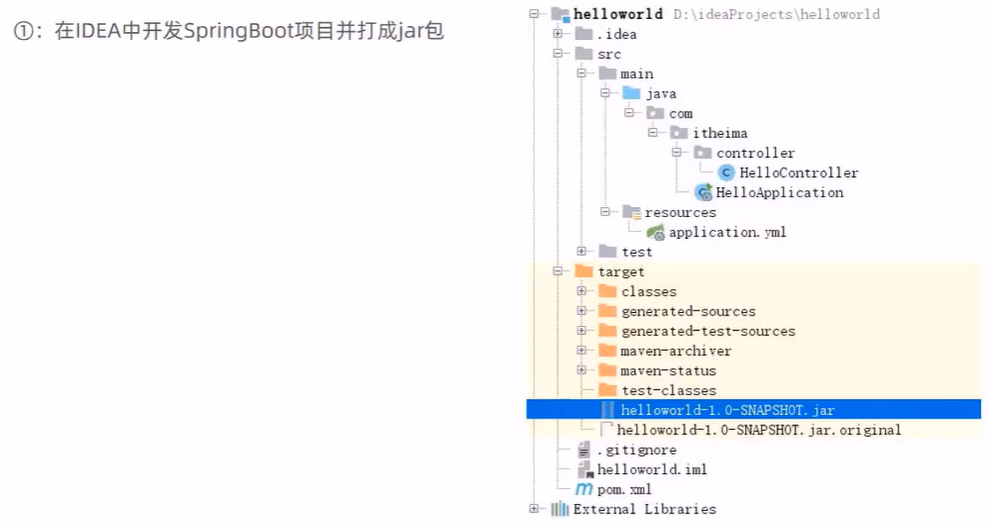 ①：在IDEA中开发SpringBoot项目并打成jar包
helloworld D:\ideaProjects\helloworld
.idea
src
main
java
com
itheima
controller
HelloController
HelloApplication
resources
application.yml
test
target
classes
generated-sources
generated-test-sources
maven-archiver
maven-status
test-classes
helloworld-1.0-SNAPSHOT.jar
helloworld-1.0-SNAPSHOT.jar.original
.gitignore
helloworld.iml
pom.xml
External Libraries